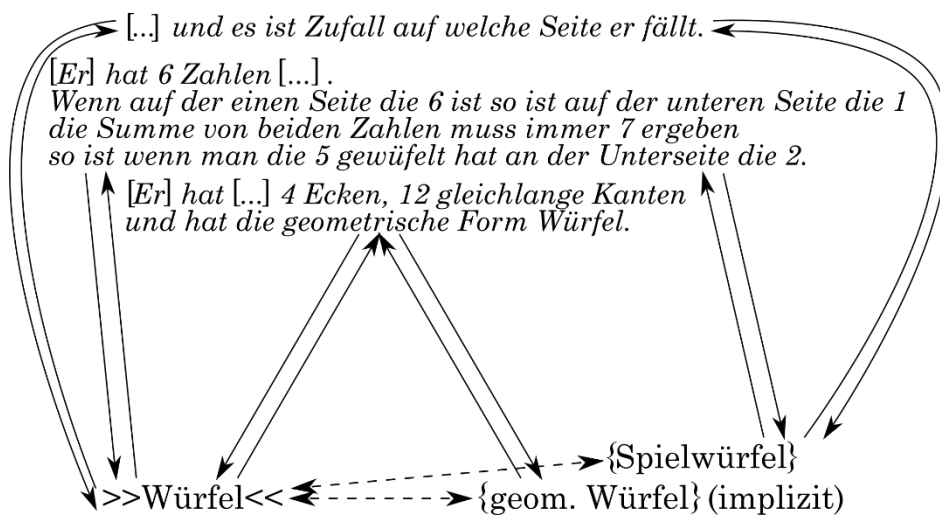 [...] und es ist Zufall auf welche Seite er fällt.
[Er] hat 6 Zahlen [...] .
Wenn auf der einen Seite die 6 ist so ist auf der unteren Seite die 1
die Summe von beiden Zahlen muss immer 7 ergeben
so ist wenn man die 5 gewüfelt hat an der Unterseite die 2.
[Er] hat [...] 4 Ecken, 12 gleichlange Kanten
und hat die geometrische Form Würfel.
{Spielwürfel}
>>Würfel<< {geom. Würfel} (implizit)